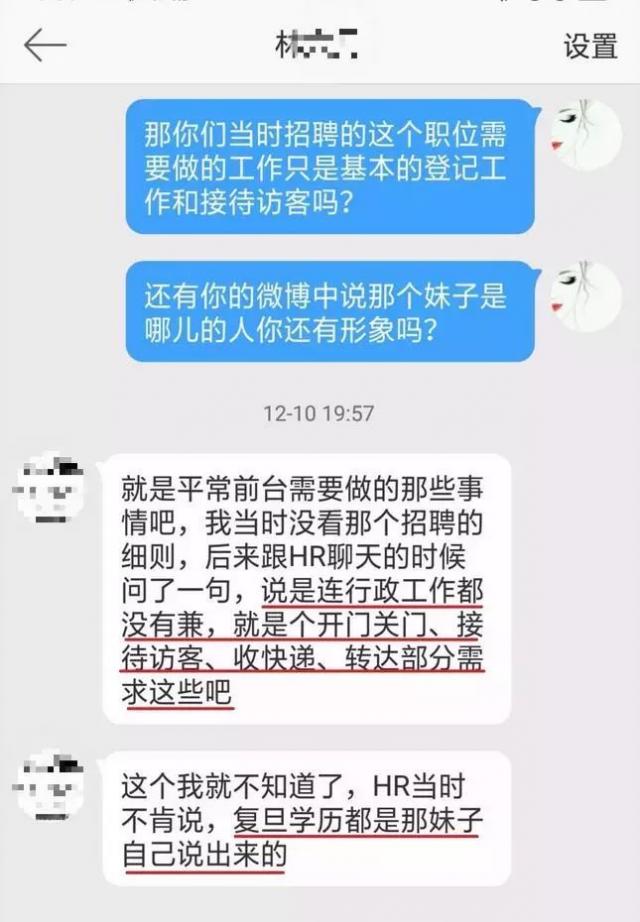 林六
设置
那你们当时招聘的这个职位需
要做的工作只是基本的登记工
作和接待访客吗？
还有你的微博中说那个妹子是
哪儿的人你还有形象吗？
12-10 19:57
就是平常前台需要做的那些事
情吧，我当时没看那个招聘的
细则，后来跟HR聊天的时候
问了一句，说是连行政工作都
没有兼，就是个开门关门、接
待访客、收快递、转达部分需
求这些吧
这个我就不知道了，HR当时
不肯说，复旦学历都是那妹子
自己说出来的